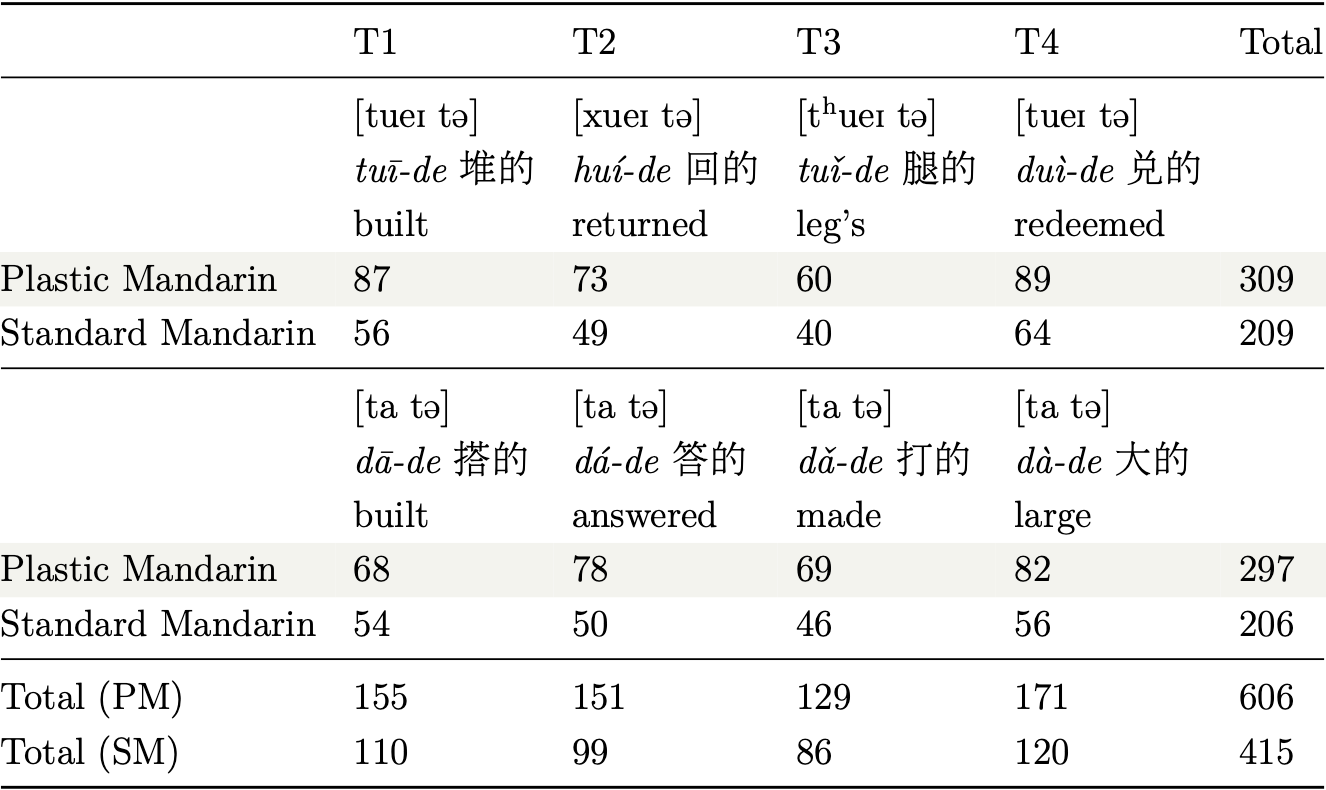 T1 T2 T3 T4 Total
[tueɪ tə] [xueɪ tə] [tʰueɪ tə] [tueɪ tə]
tuī-de 堆的 huí-de 回的 tuǐ-de 腿的 duì-de 兑的
built returned leg’s redeemed
Plastic Mandarin 87 73 60 89 309
Standard Mandarin 56 49 40 64 209
[ta tə] [ta tə] [ta tə] [ta tə]
dā-de 搭的 dá-de 答的 dǎ-de 打的 dà-de 大的
built answered made large
Plastic Mandarin 68 78 69 82 297
Standard Mandarin 54 50 46 56 206
Total (PM) 155 151 129 171 606
Total (SM) 110 99 86 120 415